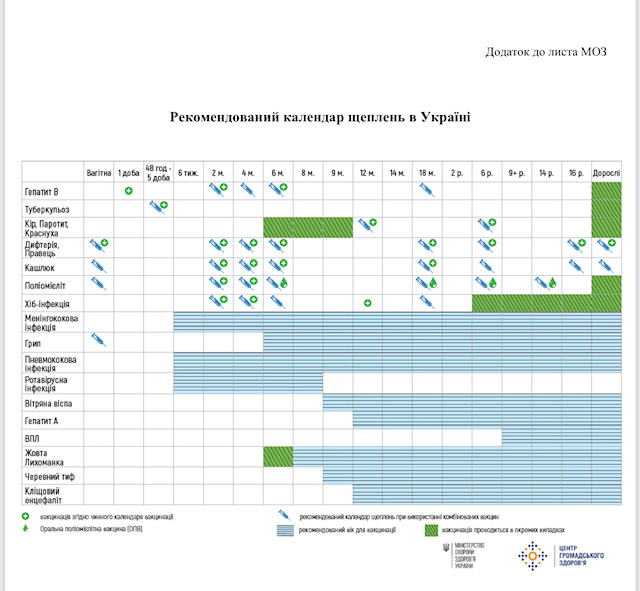 Додаток до листа МОЗ
Рекомендований календар щеплень в Україні
Вагітна 1 доба 48 год - 5 доба 6 тиж. 2 м. 4 м. 6 м. 8 м. 9 м. 12 м. 14 м. 18 м. 2 р. 6 р. 9+ р. 14 р. 16 р. Дорослі
Гепатит В
Туберкульоз
Кір, Паротит,
Краснуха
Дифтерія,
Правець
Кашлюк
Поліомієліт
Хіб-інфекція
Менінгококова
інфекція
Грип
Пневмококова
інфекція
Ротавірусна
інфекція
Вітряна віспа
Гепатит А
ВПЛ
Жовта
Лихоманка
Черевний тиф
Кліщовий
енцефаліт
вакцинація згідно чинного календаря вакцинації
рекомендований календар щеплень при використанні комбінованих вакцин
Оральна поліомієлітна вакцина (ОПВ)
рекомендований вік для вакцинації
вакцинація проводиться в окремих випадках
МІНІСТЕРСТВО
ОХОРОНИ
ЗДОРОВ'Я
УКРАЇНИ
ЦЕНТР
ГРОМАДСЬКОГО
ЗДОРОВ'Я